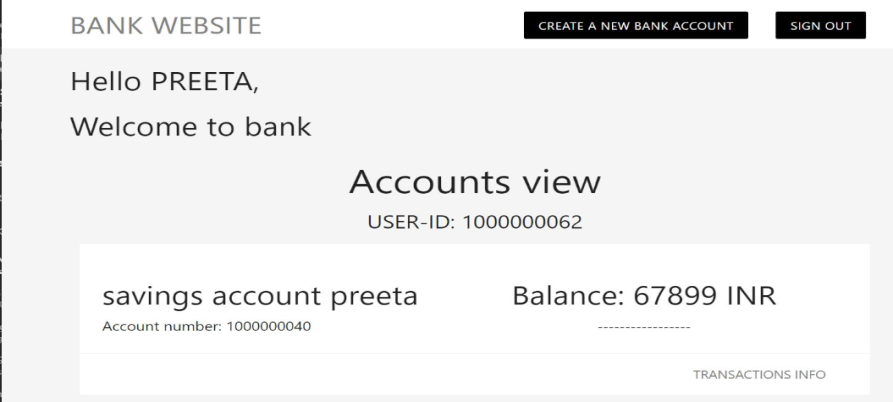 BANK WEBSITE
CREATE A NEW BANK ACCOUNT
SIGN OUT
Hello PREETA,
Welcome to bank
Accounts view
USER-ID: 1000000062
savings account preeta
Balance: 67899 INR
Account number: 1000000040
-----------------
TRANSACTIONS INFO